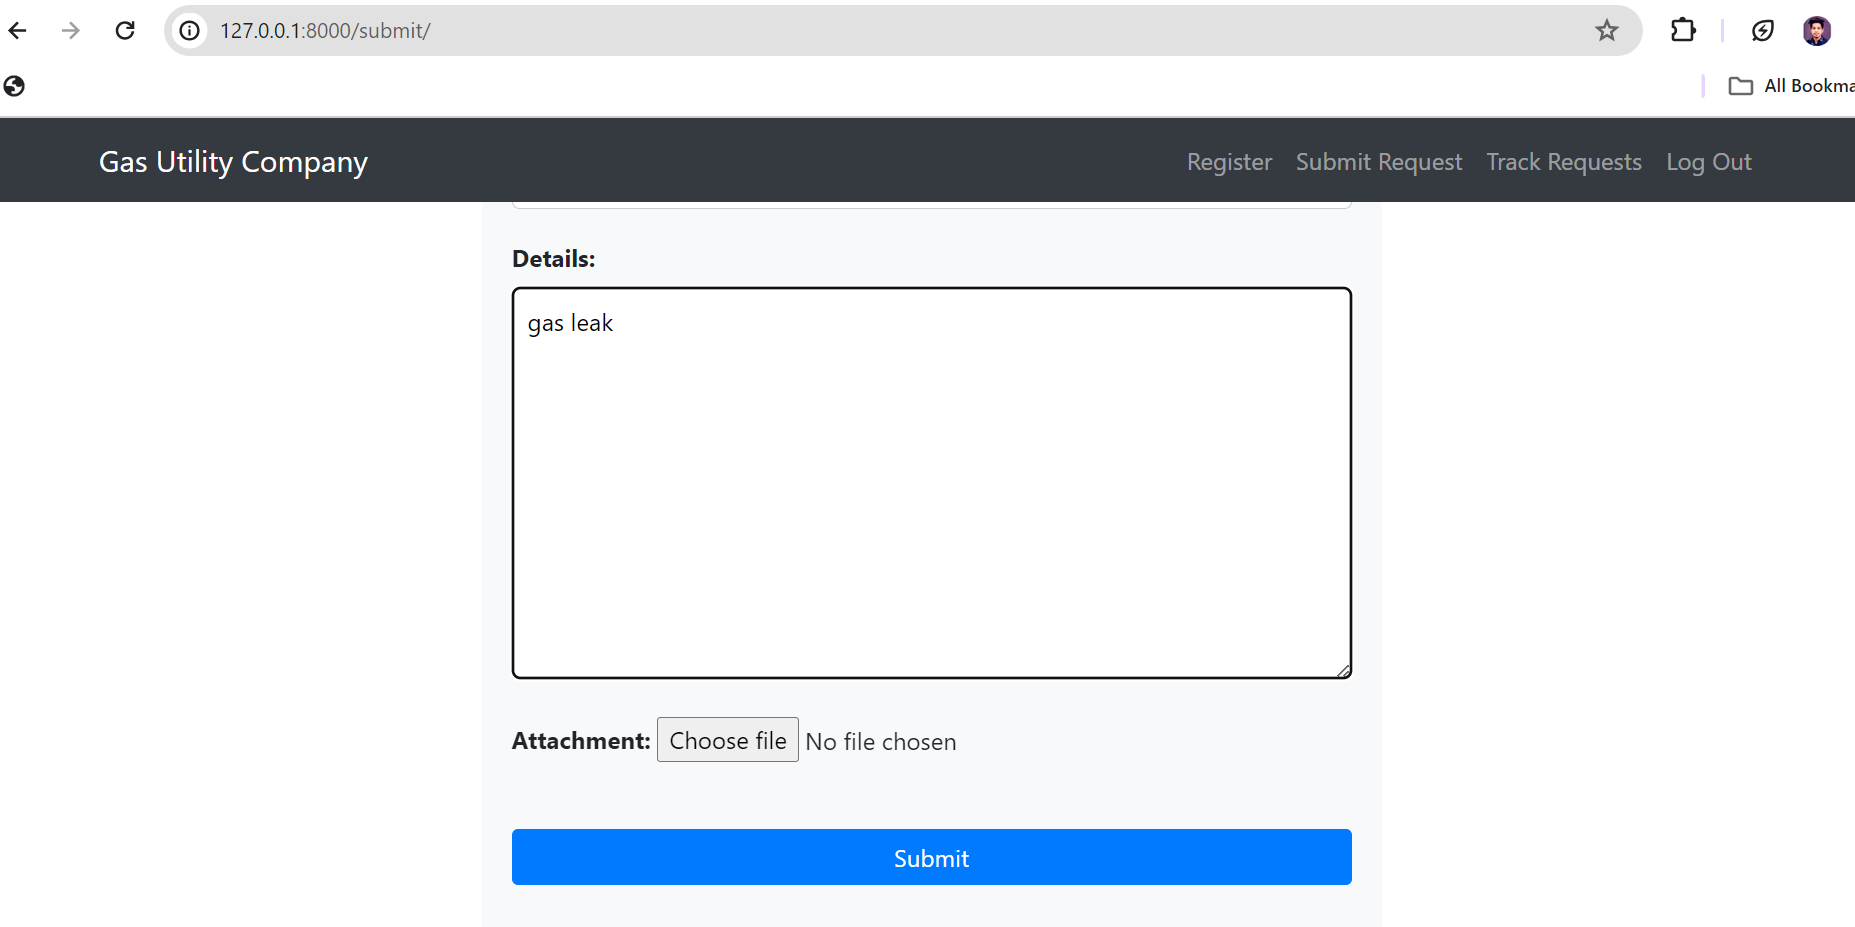 127.0.0.1:8000/submit/
All Bookma
Gas Utility Company Register Submit Request Track Requests Log Out
Details:
gas leak
Attachment: Choose file No file chosen
Submit